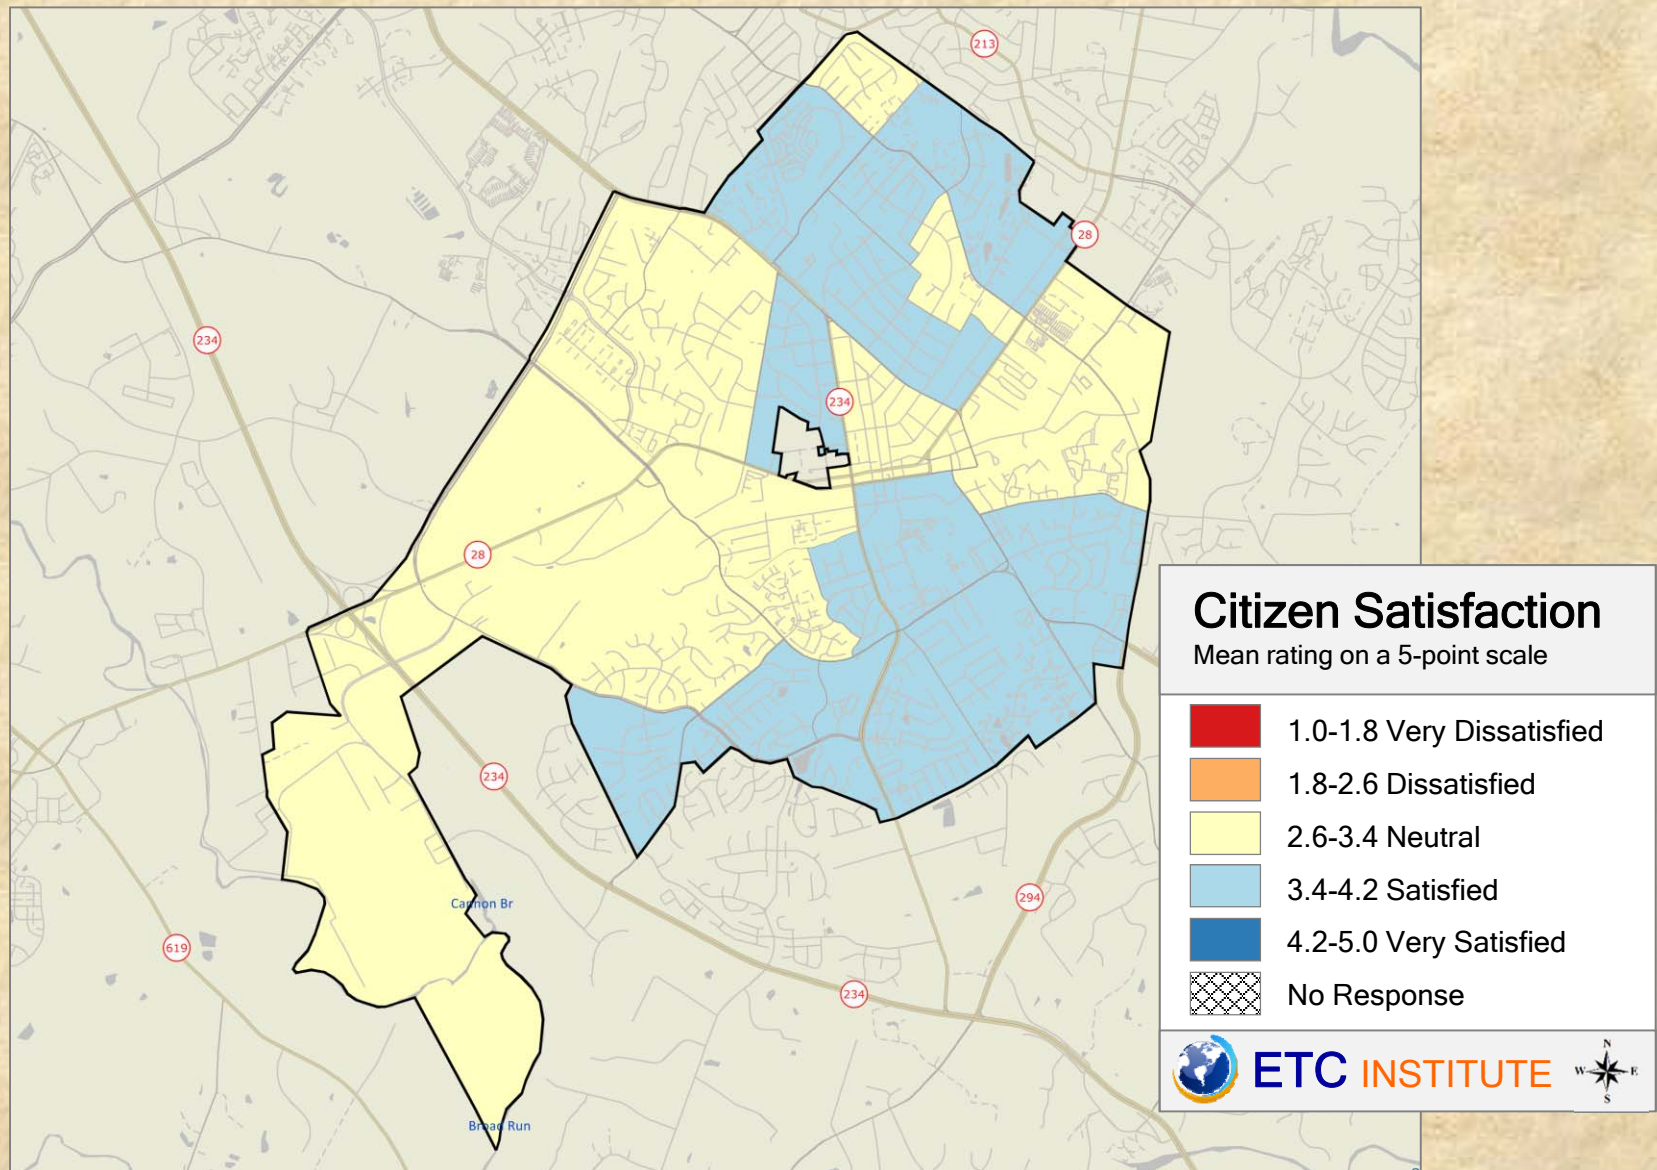 213
28
234
234
28
234
Cannon Br
294
619
234
Broad Run
Citizen Satisfaction
Mean rating on a 5-point scale
1.0-1.8 Very Dissatisfied
1.8-2.6 Dissatisfied
2.6-3.4 Neutral
3.4-4.2 Satisfied
4.2-5.0 Very Satisfied
No Response
ETC INSTITUTE
N
W E
S